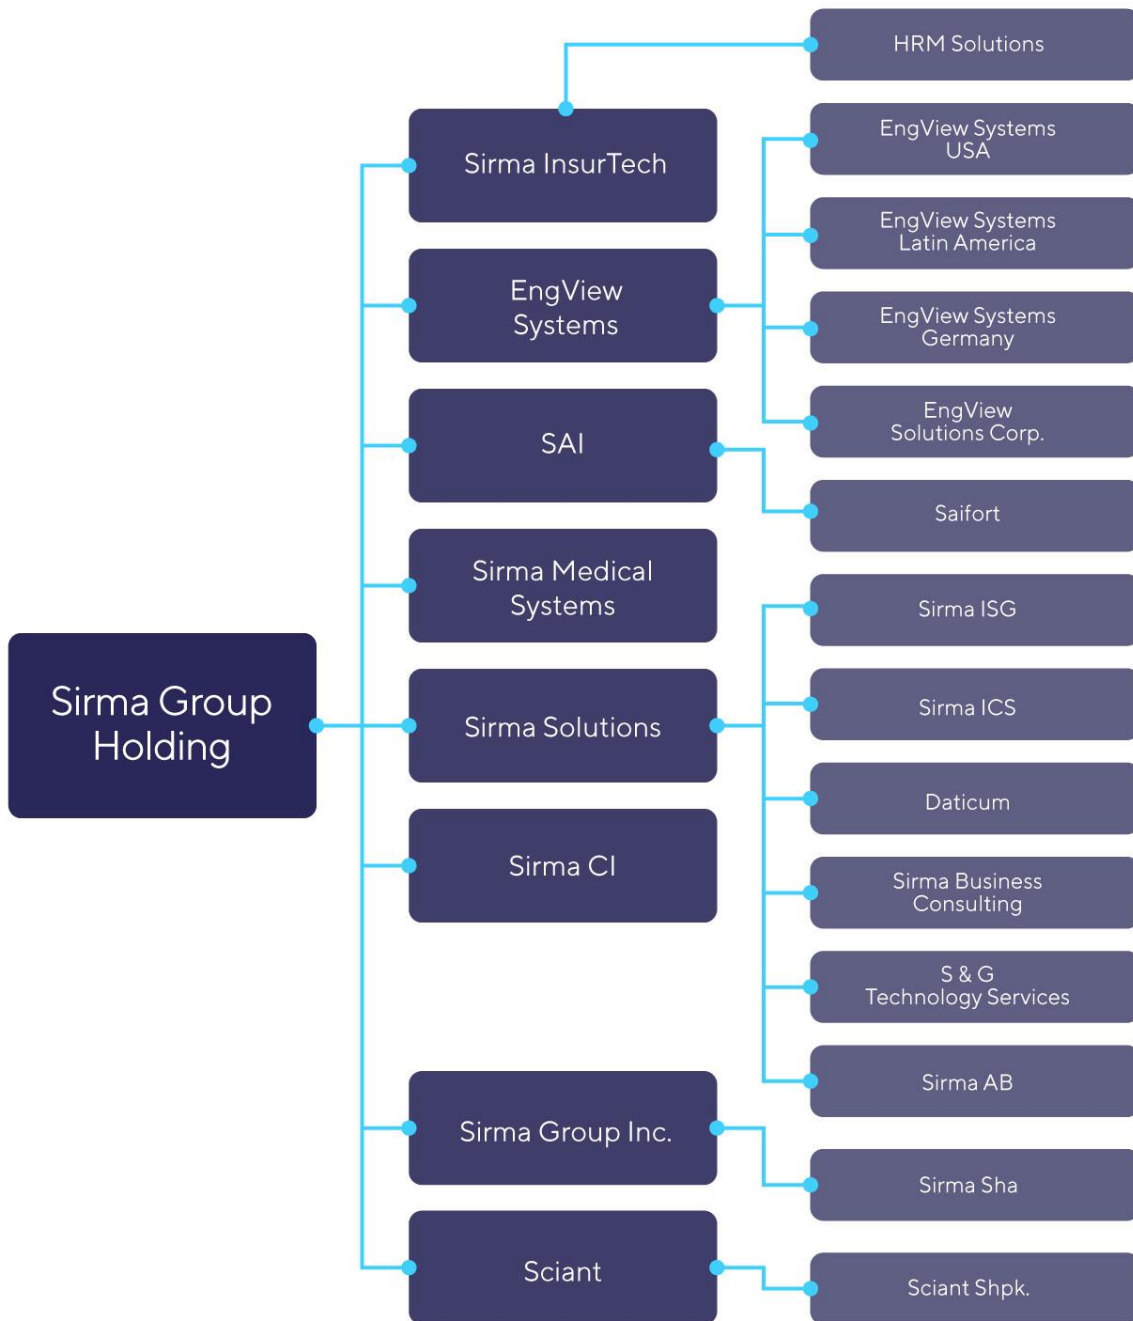 Sirma Group
Holding
Sirma InsurTech
EngView
Systems
SAI
Sirma Medical
Systems
Sirma Solutions
Sirma CI
Sirma Group Inc.
Sciant
HRM Solutions
EngView Systems
USA
EngView Systems
Latin America
EngView Systems
Germany
EngView
Solutions Corp.
Saifort
Sirma ISG
Sirma ICS
Daticum
Sirma Business
Consulting
S & G
Technology Services
Sirma AB
Sirma Sha
Sciant Shpk.